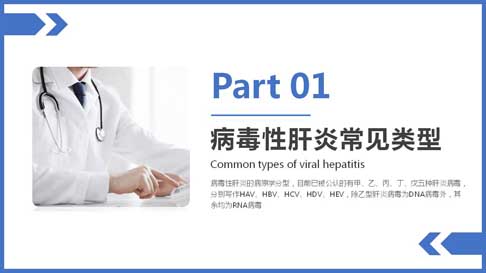 Part 01
病毒性肝炎常见类型
Common types of viral hepatitis
病毒性肝炎的病原学分型，目前已被公认的有甲、乙、丙、丁、戊五种肝炎病毒，
分别写作HAV、HBV、HCV、HDV、HEV，除乙型肝炎病毒为DNA病毒外，其
余均为RNA病毒